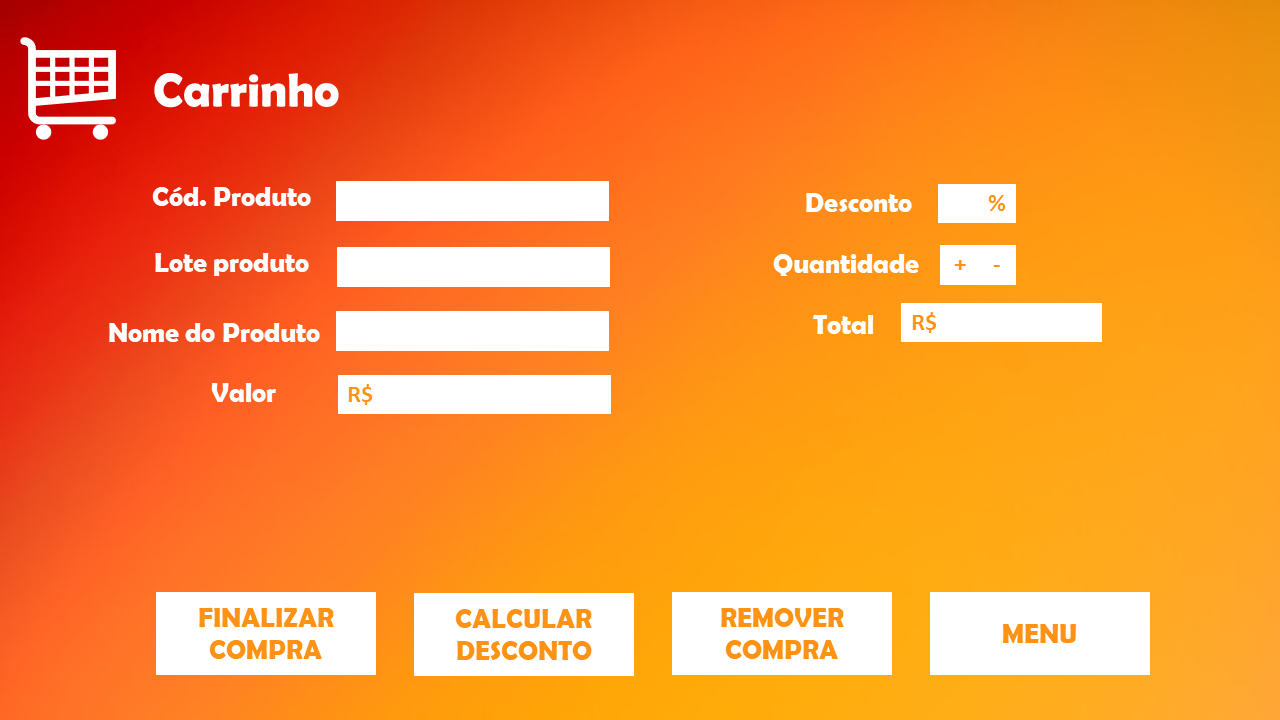 Carrinho
Cód. Produto
Lote produto
Nome do Produto
Valor
R$
Desconto
%
Quantidade
+ -
Total
R$
FINALIZAR
COMPRA
CALCULAR
DESCONTO
REMOVER
COMPRA
MENU